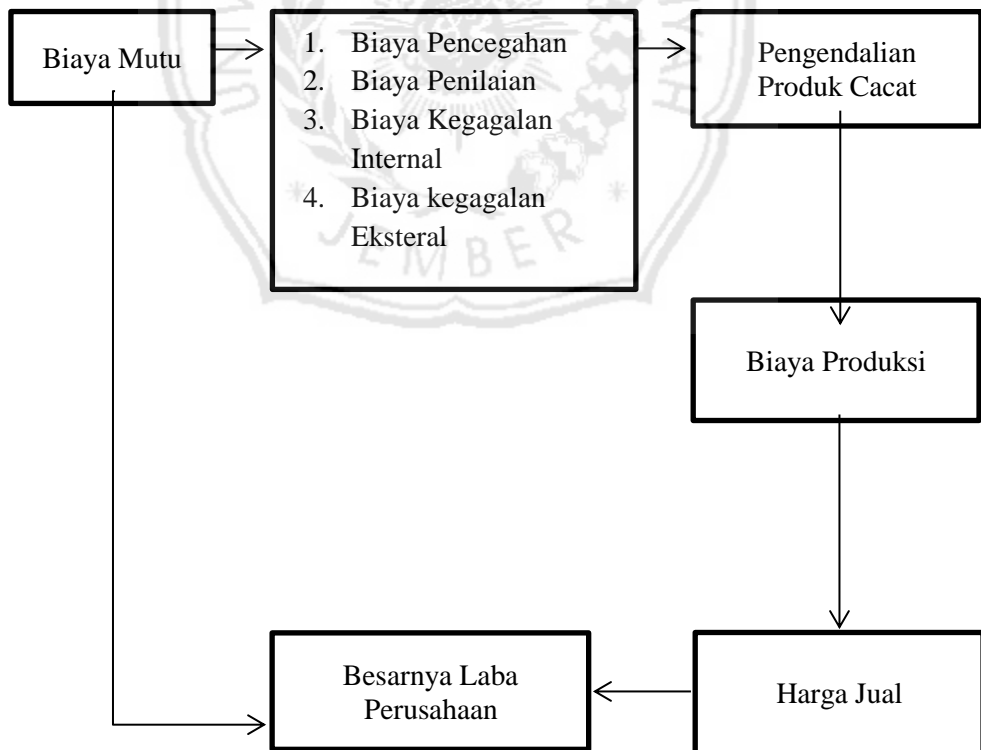 Biaya Mutu
1. Biaya Pencegahan
2. Biaya Penilaian
3. Biaya Kegagalan
Internal
4. Biaya kegagalan
Eksteral
Pengendalian
Produk Cacat
Biaya Produksi
Harga Jual
Besarnya Laba
Perusahaan
JEMBER